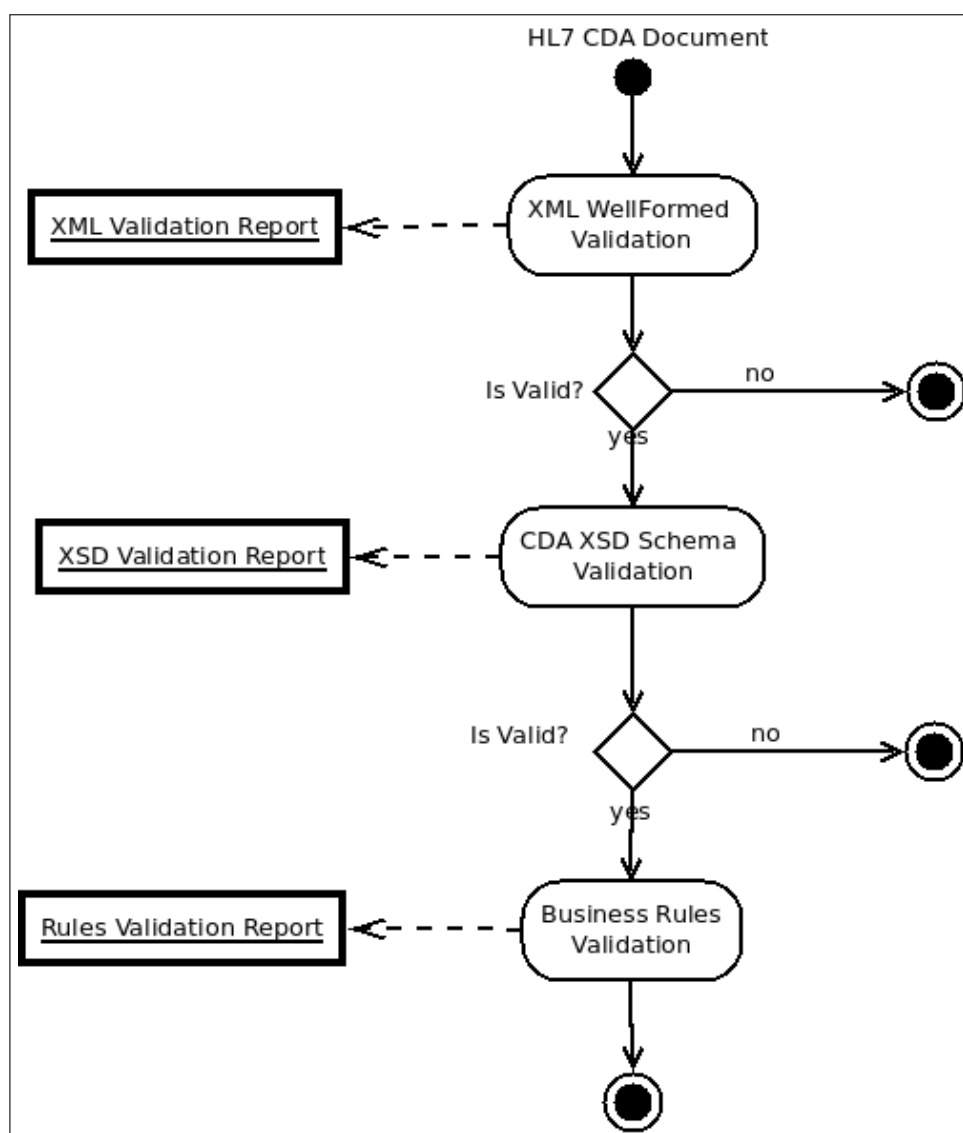 HL7 CDA Document
XML WellFormed
Validation
XML Validation Report
Is Valid?
no
yes
CDA XSD Schema
Validation
XSD Validation Report
Is Valid?
no
yes
Business Rules
Validation
Rules Validation Report